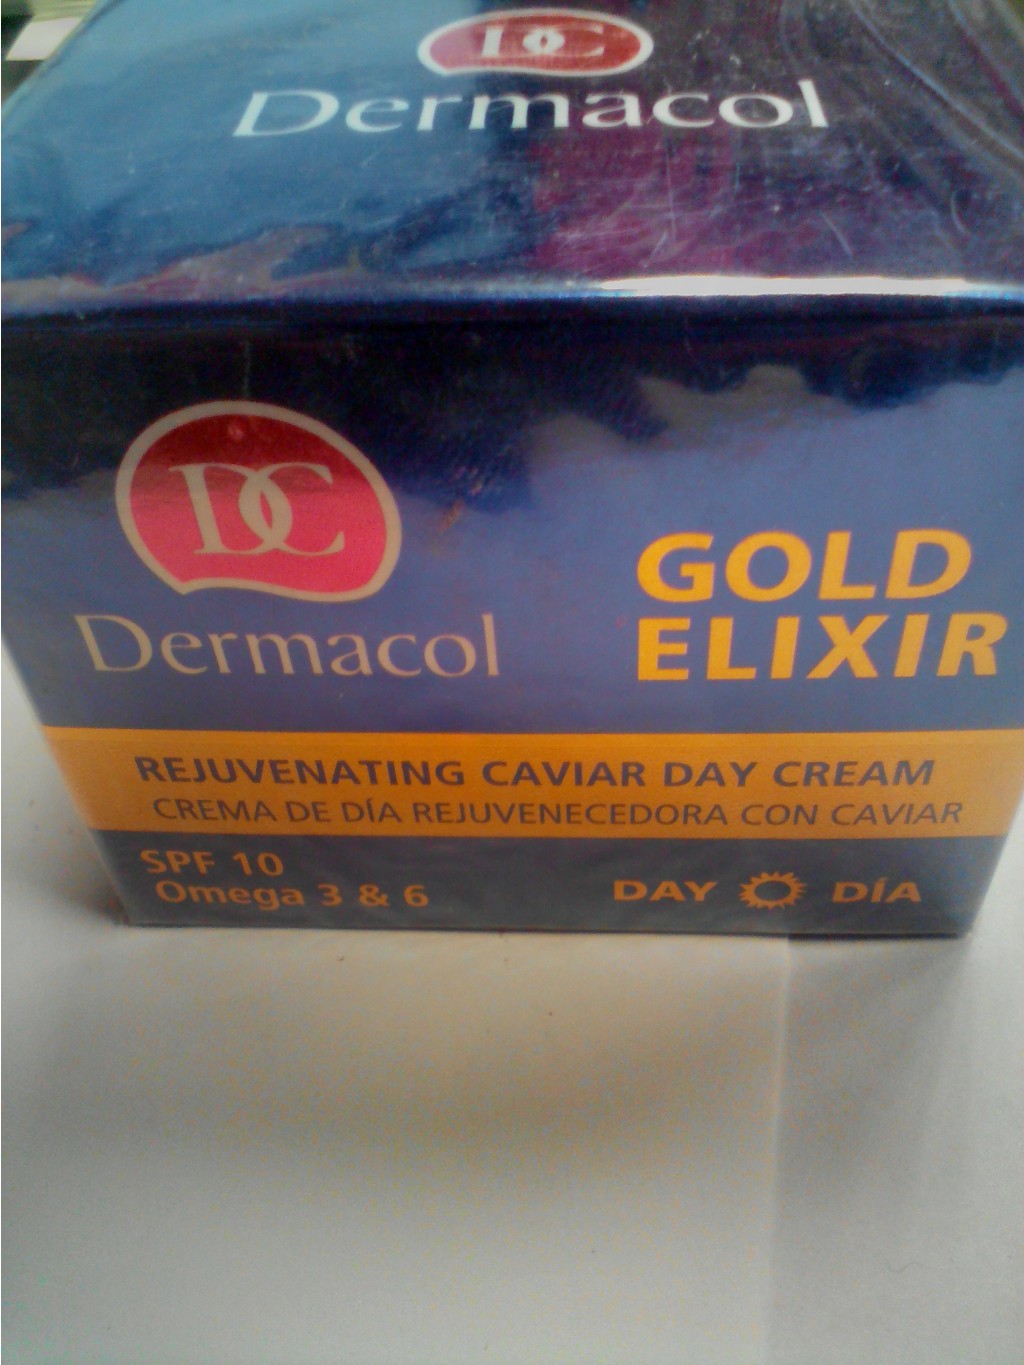 DC
Dermacol
DC
Dermacol
GOLD
ELIXIR
REJUVENATING CAVIAR DAY CREAM
CREMA DE DÍA REJUVENECEDORA CON CAVIAR
SPF 10
Omega 3 & 6
DAY DÍA